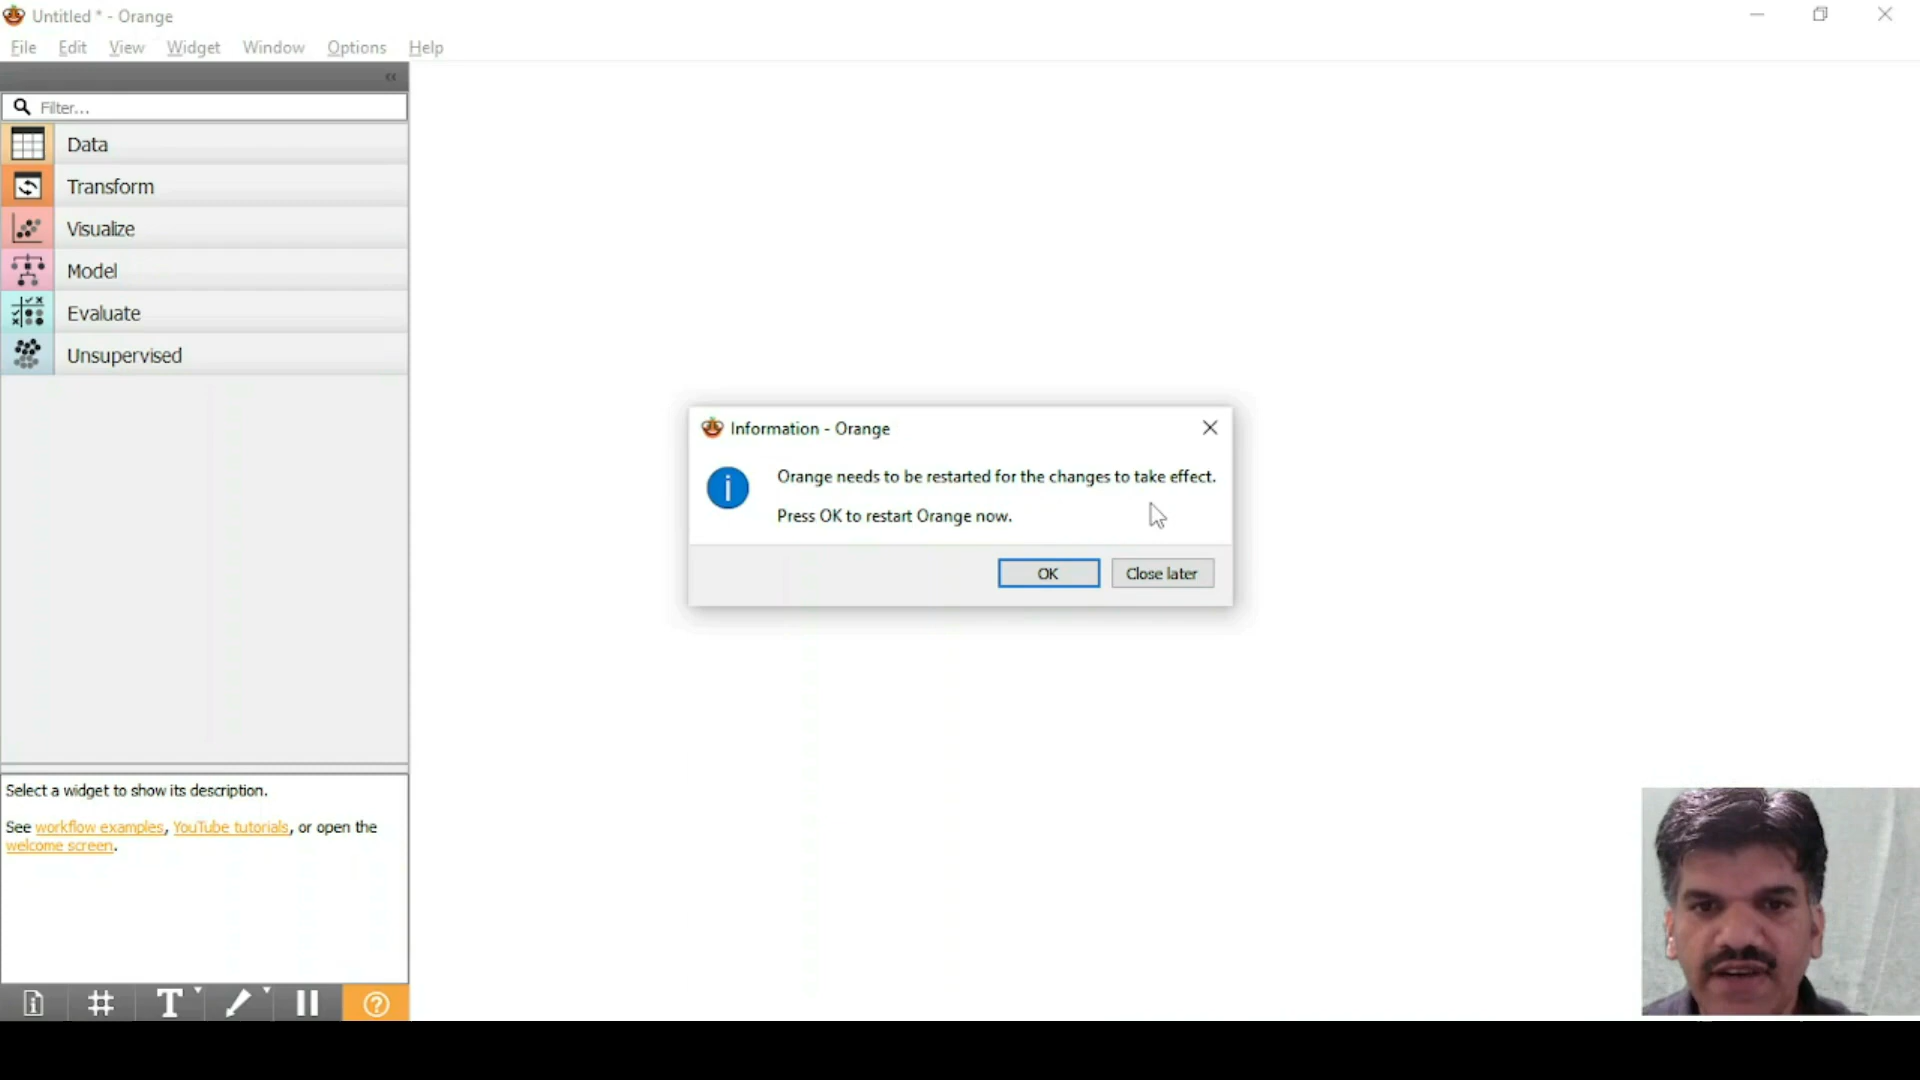 Untitled * - Orange
File Edit View Widget Window Options Help
Filter...
Data
Transform
Visualize
Model
Evaluate
Unsupervised
Information - Orange
Orange needs to be restarted for the changes to take effect.
Press OK to restart Orange now.
OK Close later
Select a widget to show its description.
See workflow examples, YouTube tutorials, or open the
welcome screen.